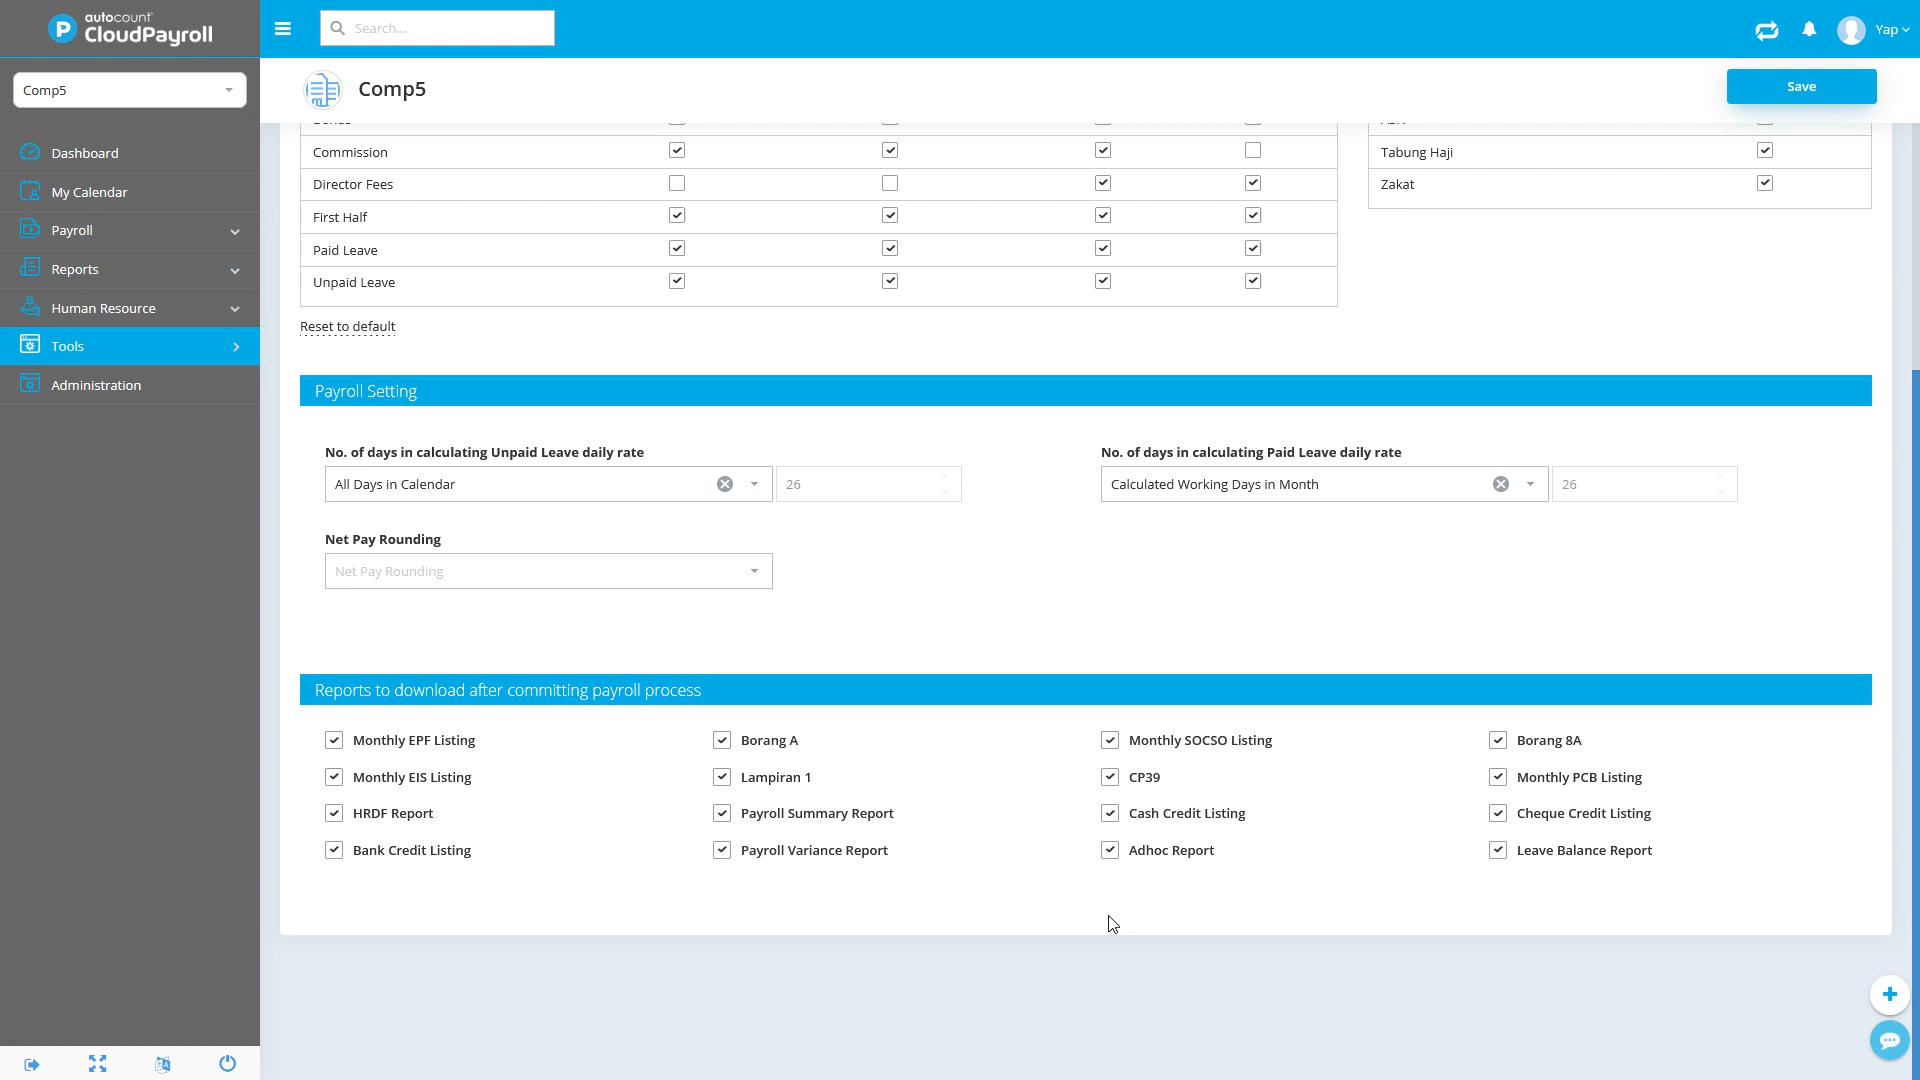 autocount
CloudPayroll
Search...
Yap
Comp5
Comp5
Save
Dashboard
My Calendar
Payroll
Reports
Human Resource
Tools
Administration
Commission
Director Fees
First Half
Paid Leave
Unpaid Leave
Tabung Haji
Zakat
Reset to default
Payroll Setting
No. of days in calculating Unpaid Leave daily rate
All Days in Calendar
26
No. of days in calculating Paid Leave daily rate
Calculated Working Days in Month
26
Net Pay Rounding
Net Pay Rounding
Reports to download after committing payroll process
Monthly EPF Listing
Borang A
Monthly SOCSO Listing
Borang 8A
Monthly EIS Listing
Lampiran 1
CP39
Monthly PCB Listing
HRDF Report
Payroll Summary Report
Cash Credit Listing
Cheque Credit Listing
Bank Credit Listing
Payroll Variance Report
Adhoc Report
Leave Balance Report